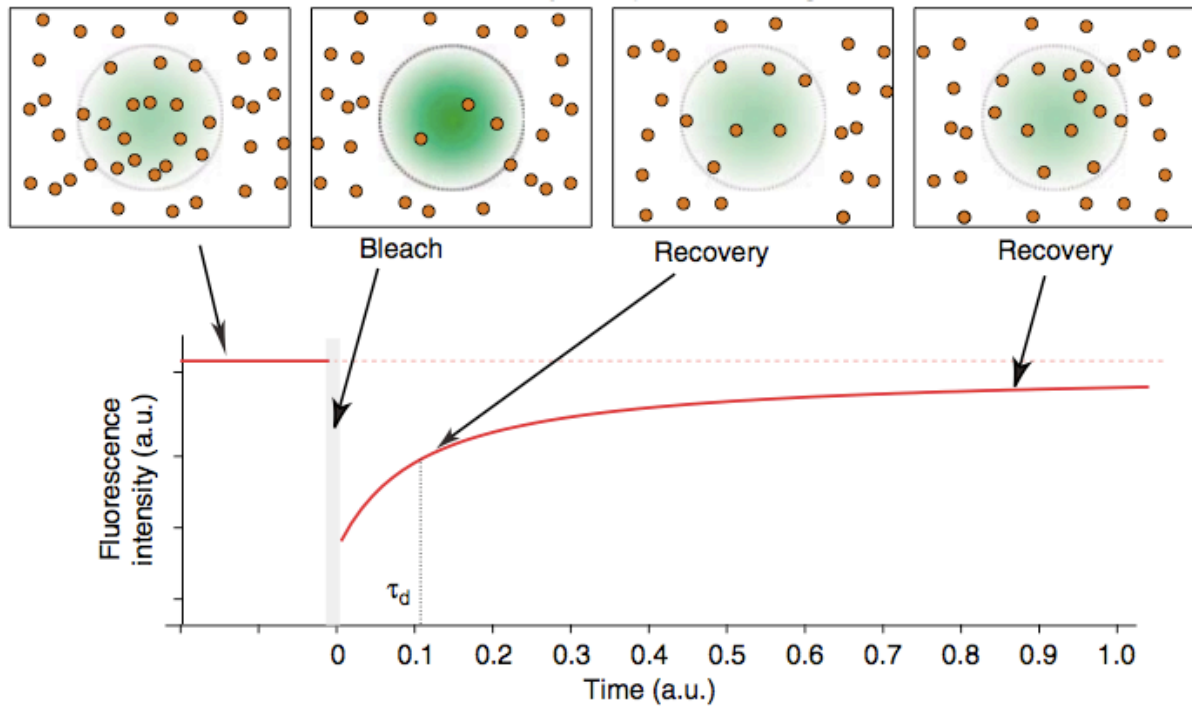 Bleach
Recovery
Recovery
Fluorescence
intensity (a.u.)
τd
0 0.1 0.2 0.3 0.4 0.5 0.6 0.7 0.8 0.9 1.0
Time (a.u.)